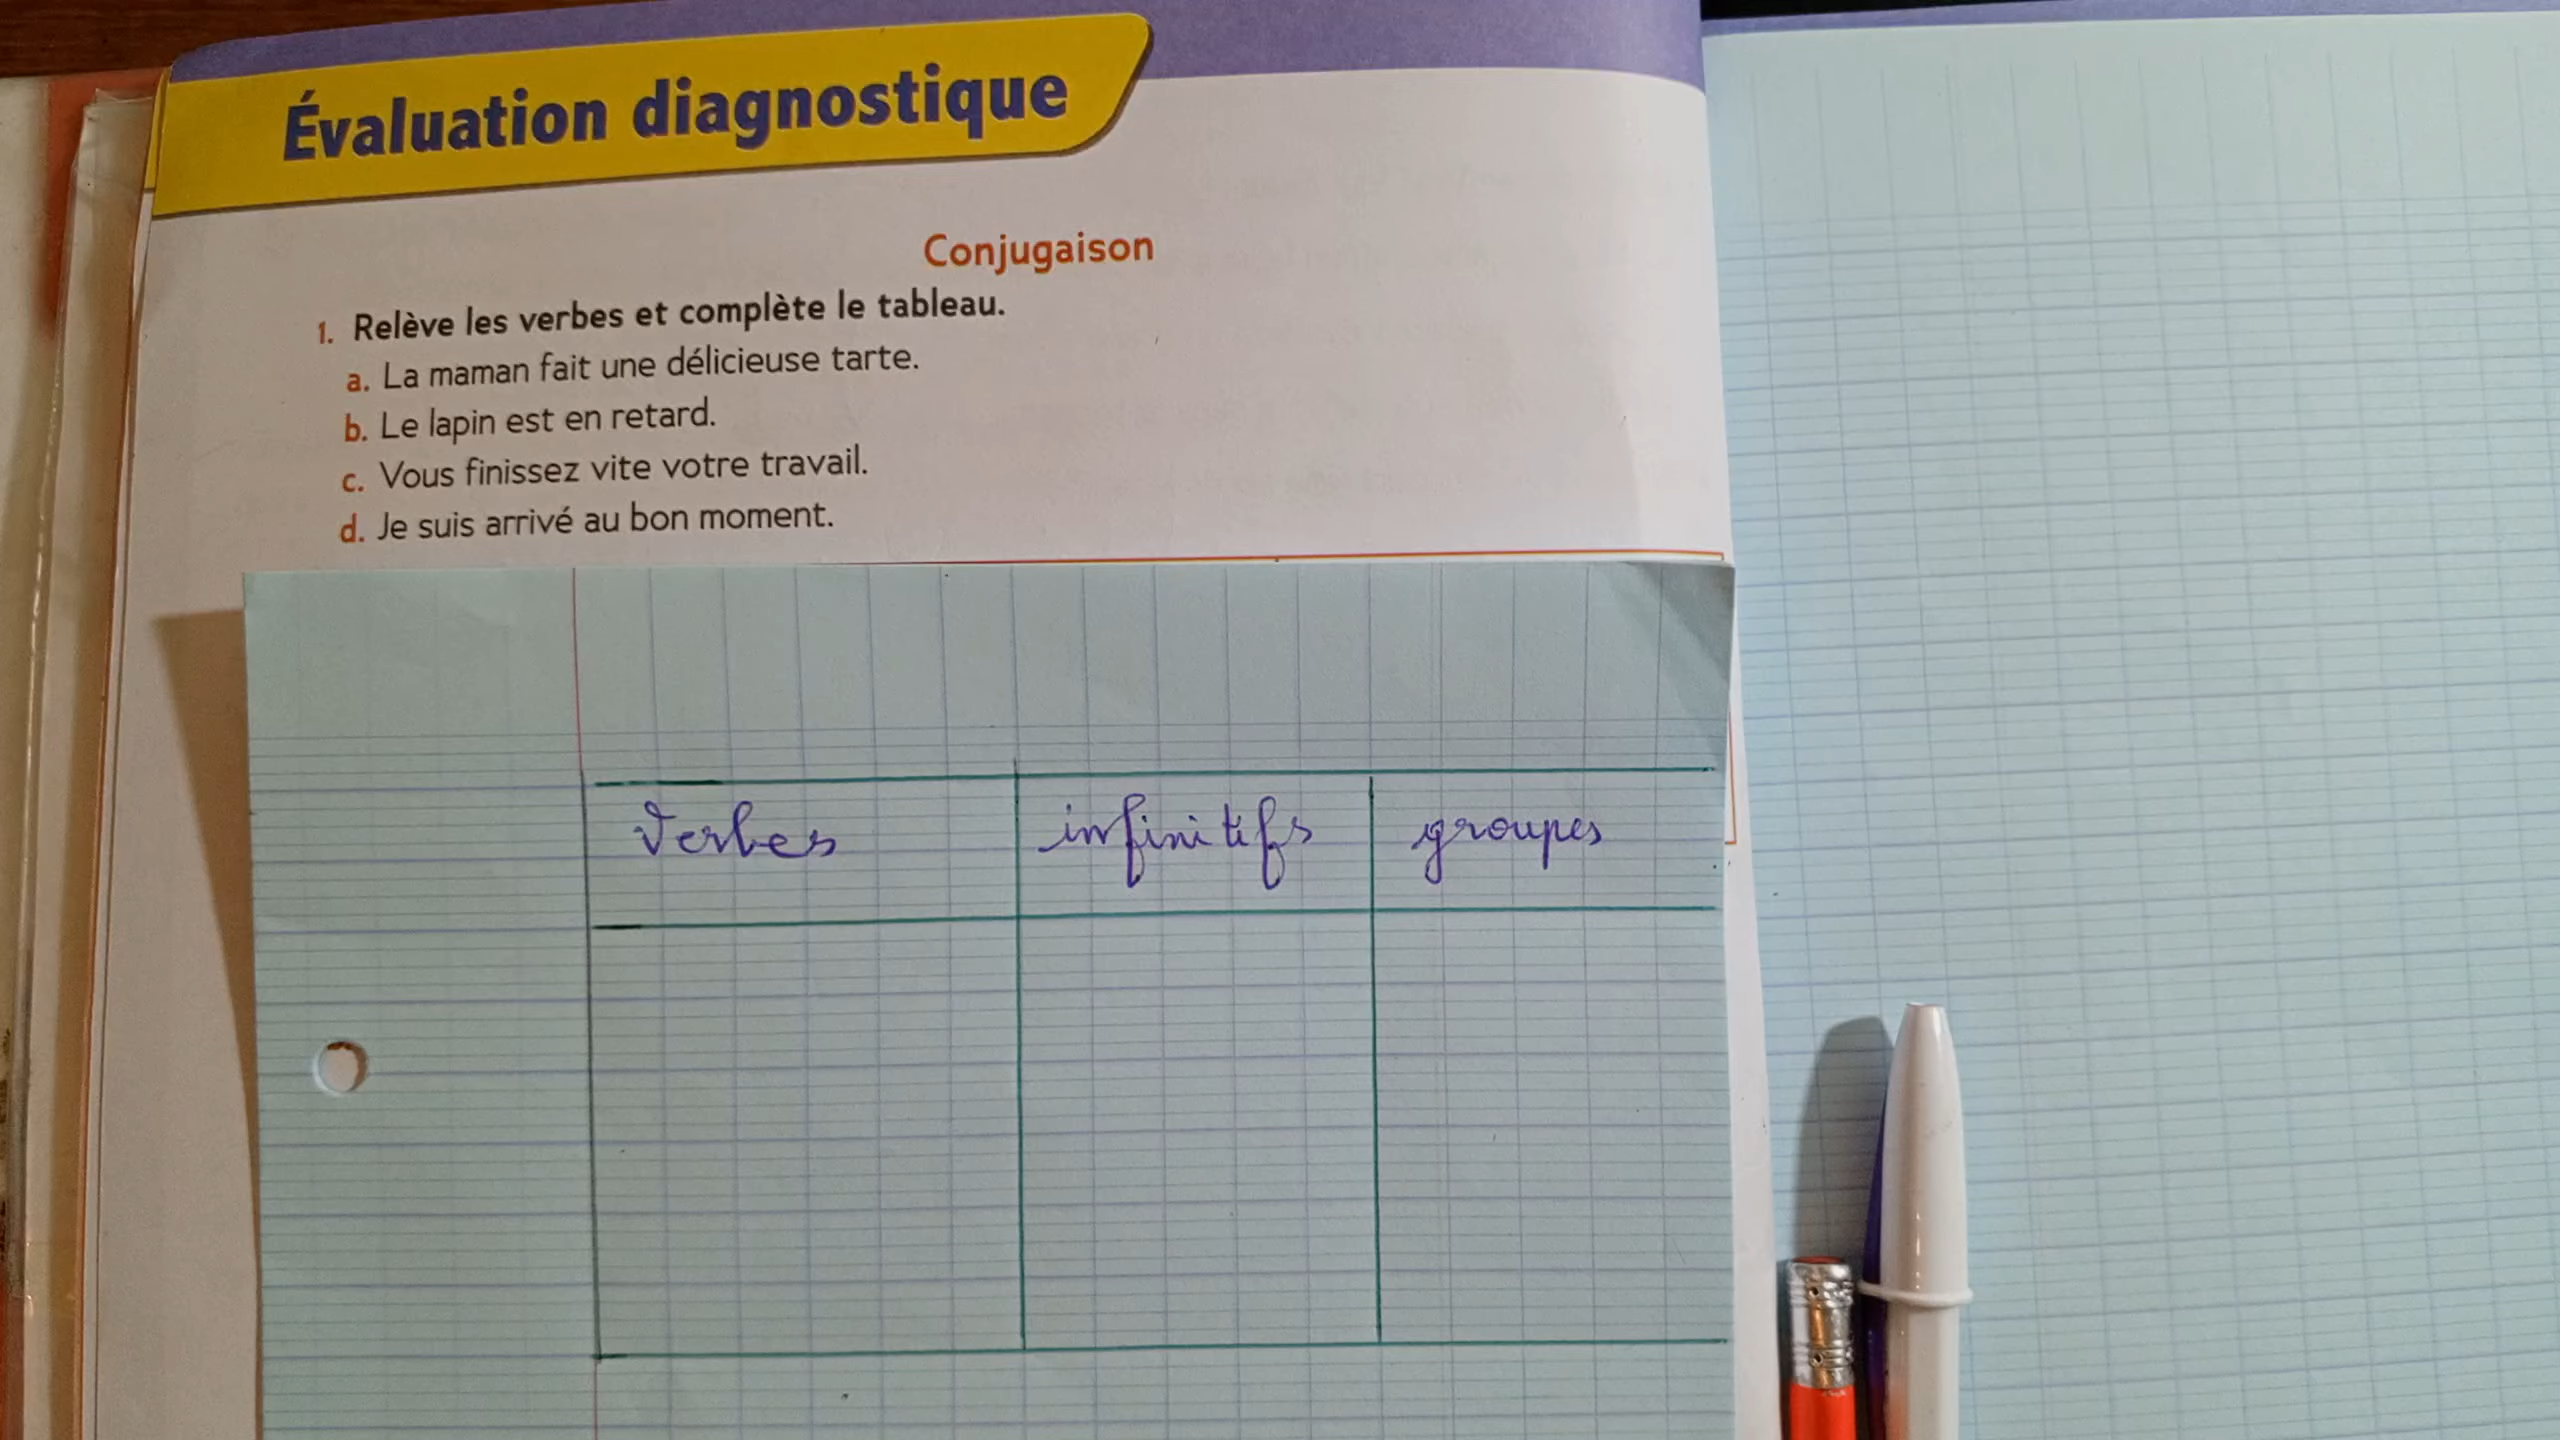 Évaluation diagnostique
Conjugaison
1. Relève les verbes et complète le tableau.
a. La maman fait une délicieuse tarte.
b. Le lapin est en retard.
c. Vous finissez vite votre travail.
d. Je suis arrivé au bon moment.
Verbes infinitifs groupes